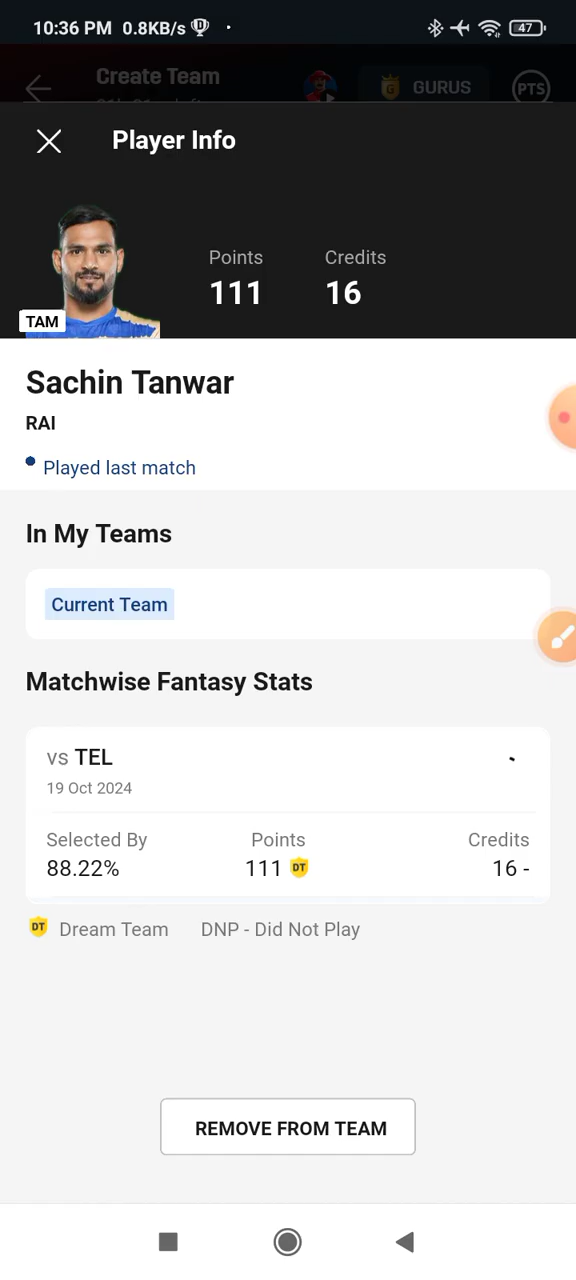 10:36 PM 0.8KB/s
47
Create Team
GURUS
PTS
Player Info
Points
Credits
111
16
TAM
Sachin Tanwar
RAI
Played last match
In My Teams
Current Team
Matchwise Fantasy Stats
vs TEL
19 Oct 2024
Selected By
Points
Credits
88.22%
111 DT
16 -
DT Dream Team
DNP - Did Not Play
REMOVE FROM TEAM